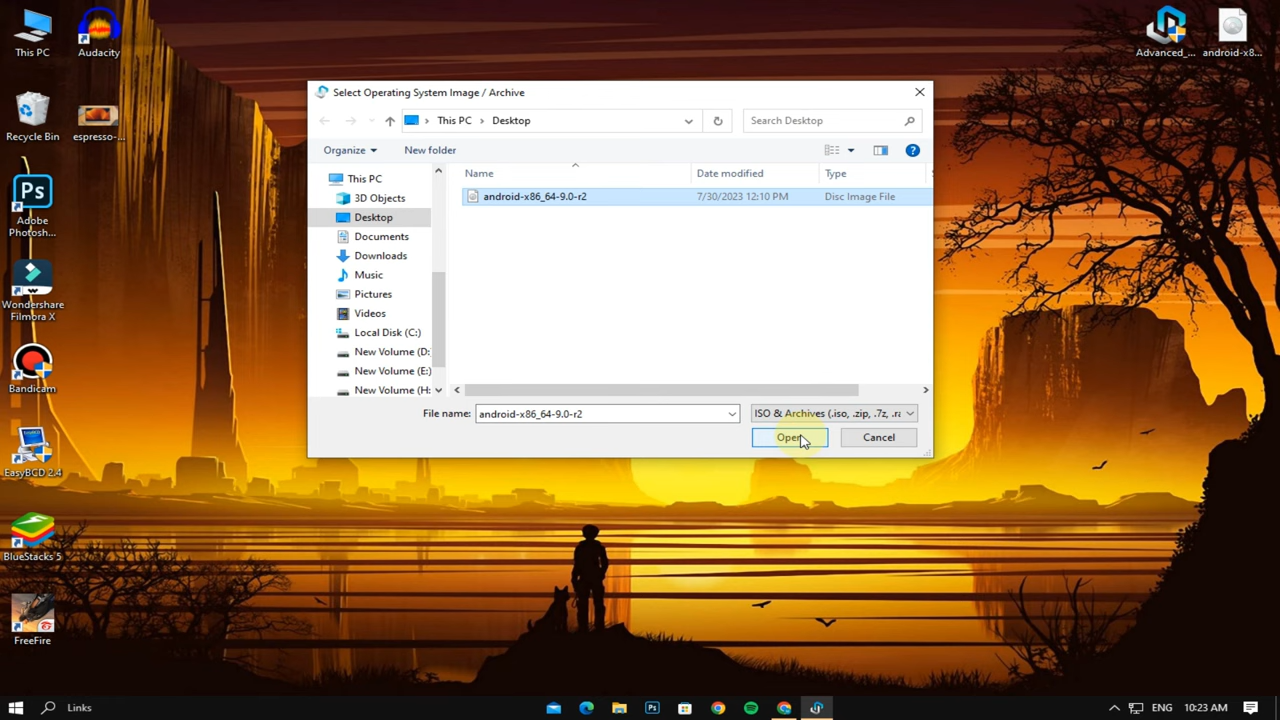 This PC
Audacity
Advanced_...
android-x8...
Recycle Bin
espresso-...
Ps
Adobe
Photosh...
Wondershare
Filmora X
Bandicam
EasyBCD 2.4
BlueStacks 5
FreeFire
Select Operating System Image / Archive
This PC > Desktop
Search Desktop
Organize
New folder
Name
Date modified
Type
android-x86_64-9.0-r2
7/30/2023 12:10 PM
Disc Image File
This PC
3D Objects
Desktop
Documents
Downloads
Music
Pictures
Videos
Local Disk (C:)
New Volume (D:
New Volume (E:)
New Volume (H:
File name:
android-x86_64-9.0-r2
ISO & Archives (.iso, .zip, .7z, .ra
Open
Cancel
Links
Ps
ENG
10:23 AM